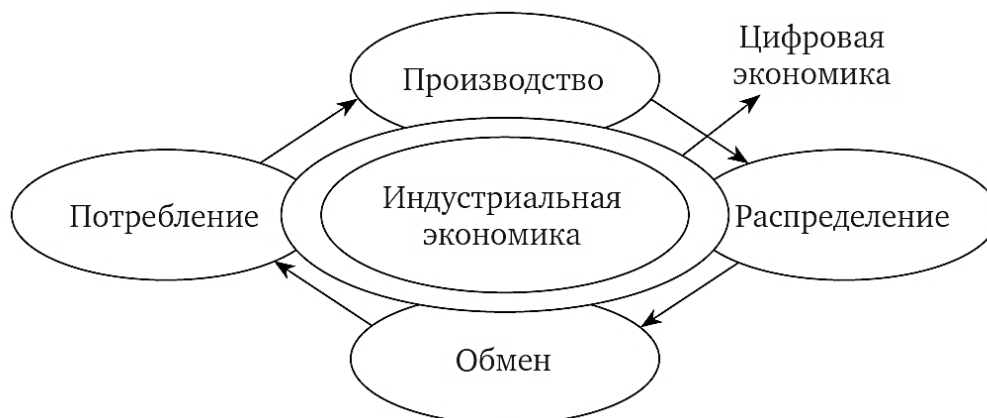 Цифровая
экономика
Производство
Потребление
Индустриальная
экономика
Распределение
Обмен